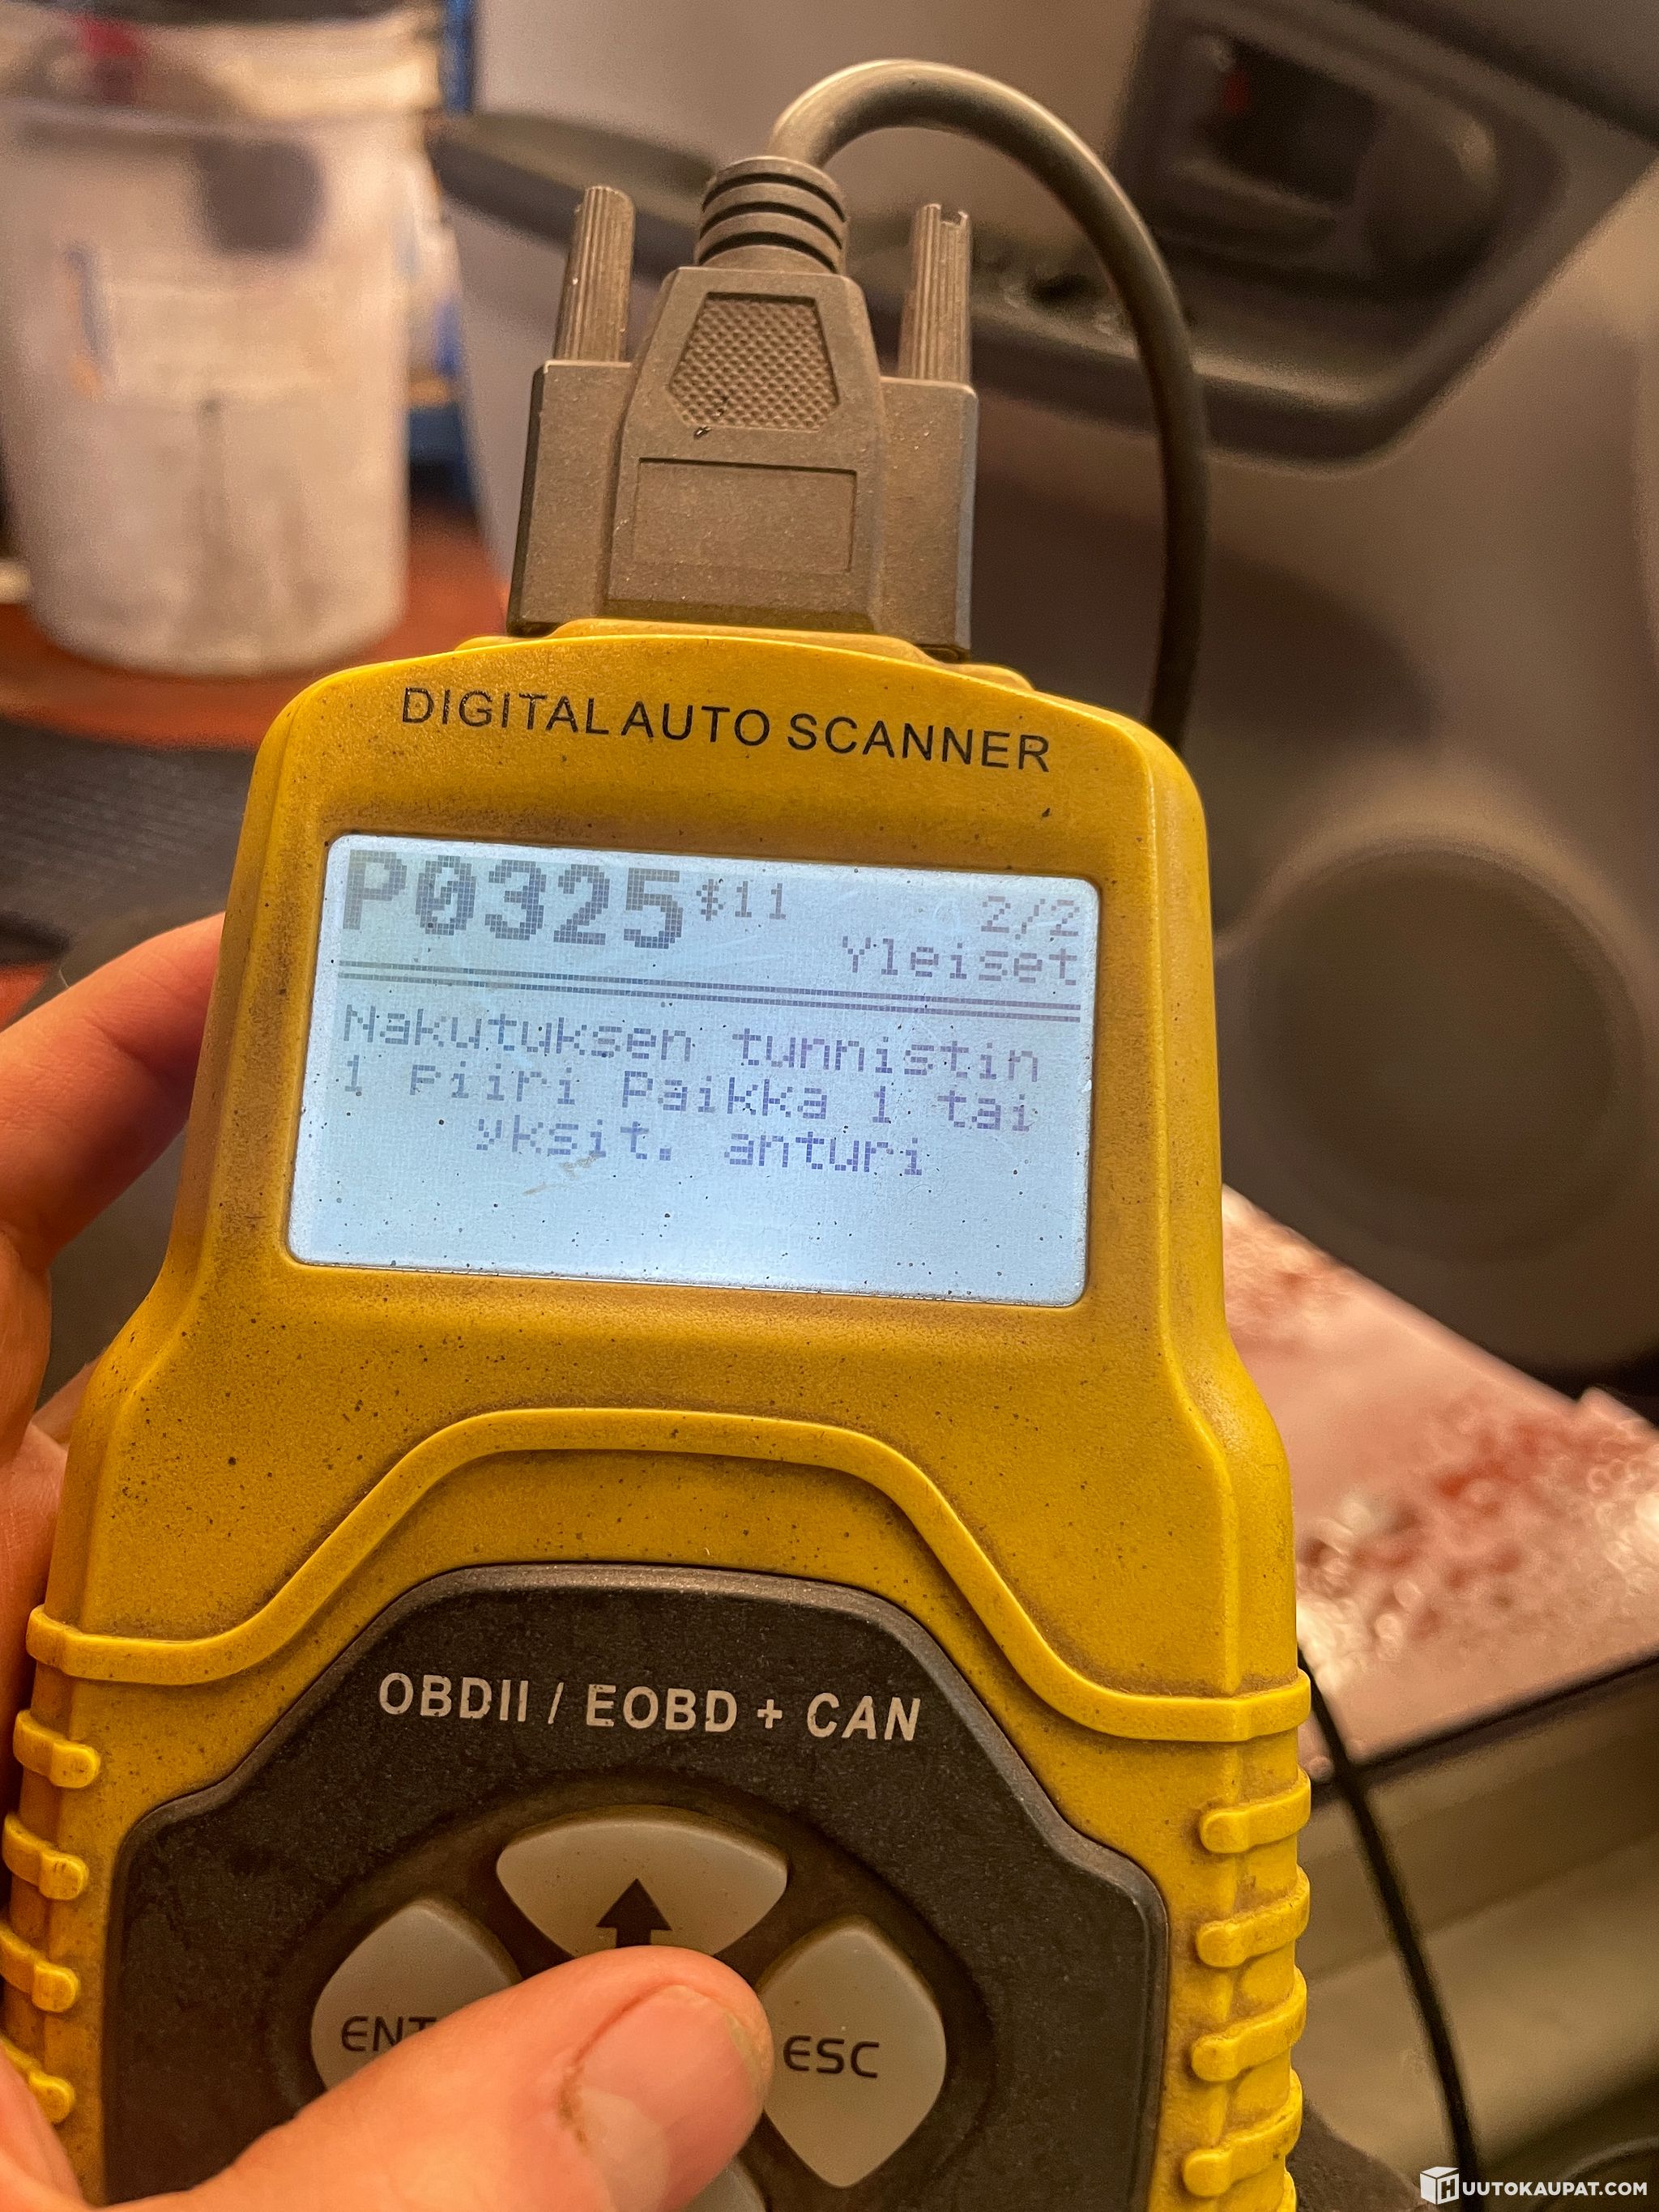 DIGITAL AUTO SCANNER
P0325 $11 2/2
Yleiset
Nakutuksen tunnistin
1 Piiri Paikka 1 tai
yksit. anturi
OBDII / EOBD + CAN
ENT
ESC
HUUTOKAUPAT.COM